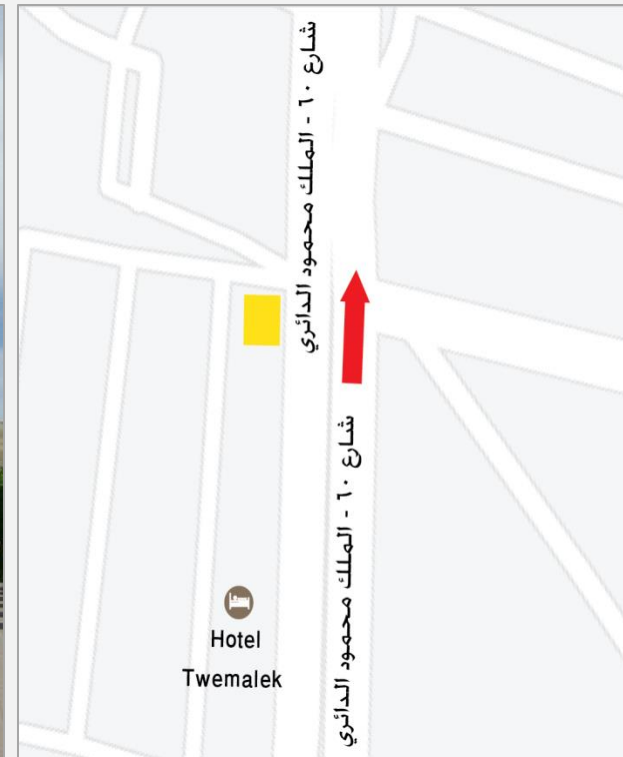 شارع ٦٠ - الملك محمود الدائري
شارع ٦٠ - الملك محمود الدائري
Hotel
Twemalek